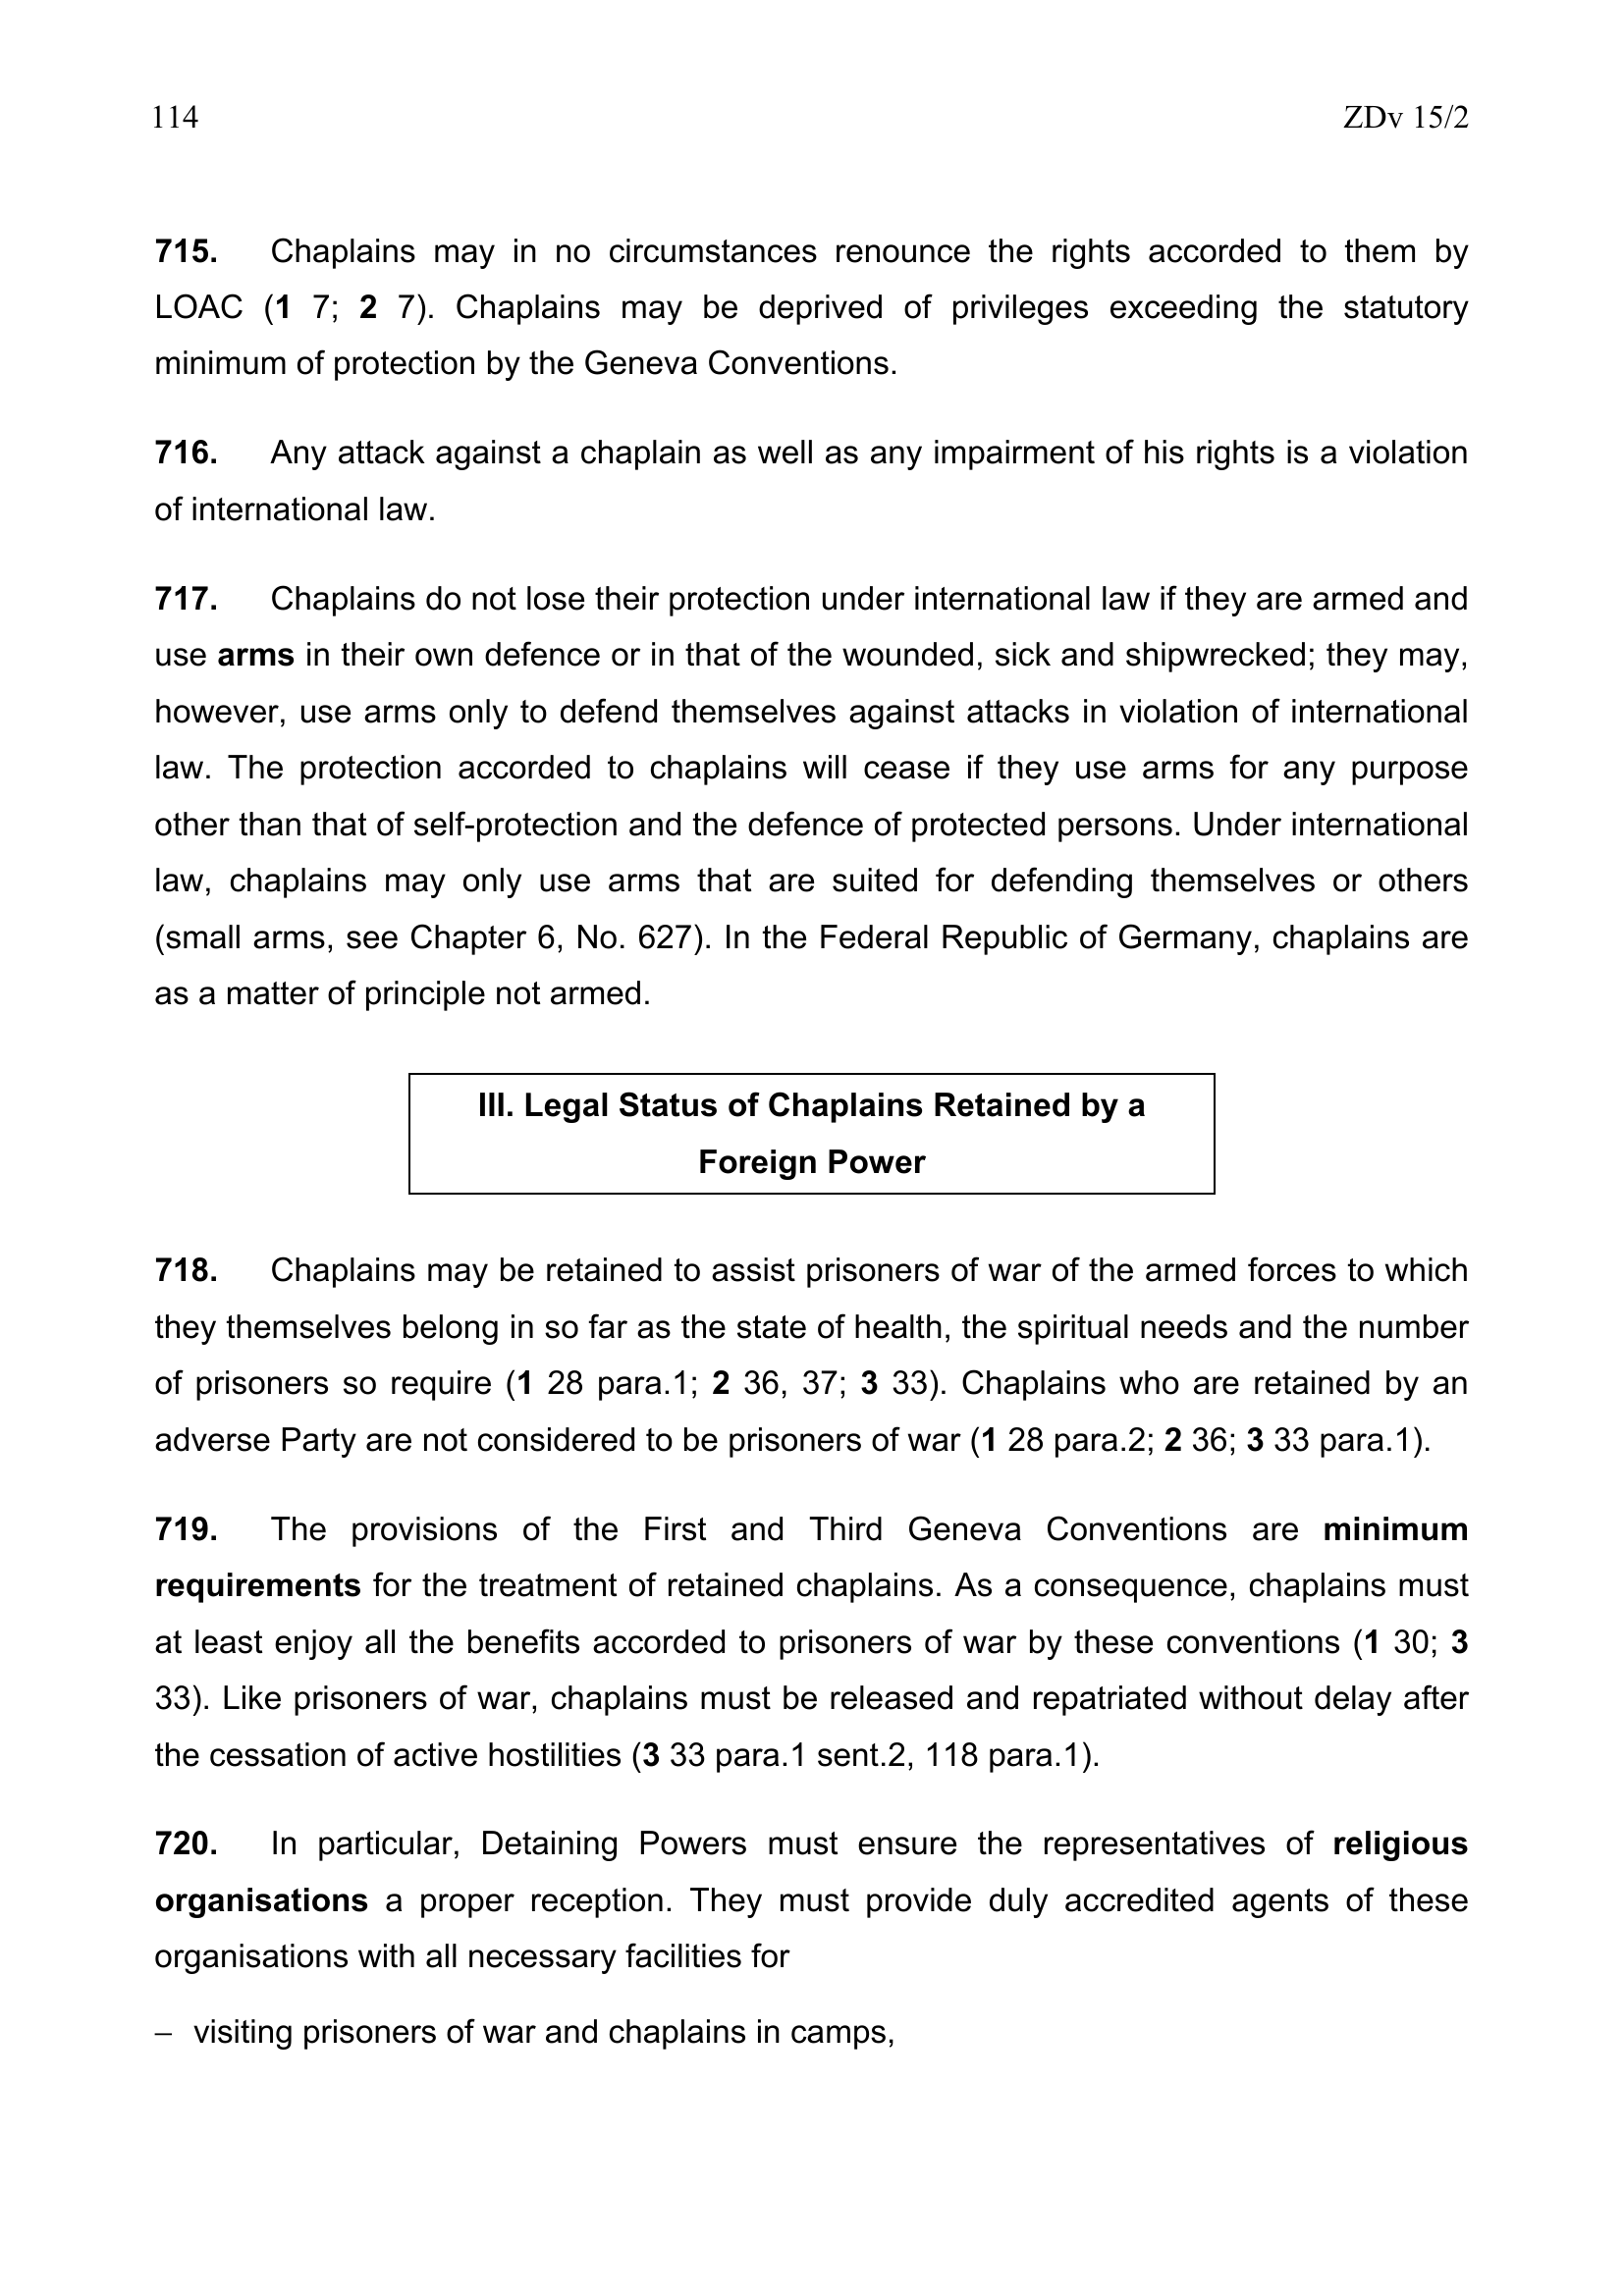 114 ZDv 15/2
715. Chaplains may in no circumstances renounce the rights accorded to them by
LOAC (1 7; 2 7). Chaplains may be deprived of privileges exceeding the statutory
minimum of protection by the Geneva Conventions.
716. Any attack against a chaplain as well as any impairment of his rights is a violation
of international law.
717. Chaplains do not lose their protection under international law if they are armed and
use arms in their own defence or in that of the wounded, sick and shipwrecked; they may,
however, use arms only to defend themselves against attacks in violation of international
law. The protection accorded to chaplains will cease if they use arms for any purpose
other than that of self-protection and the defence of protected persons. Under international
law, chaplains may only use arms that are suited for defending themselves or others
(small arms, see Chapter 6, No. 627). In the Federal Republic of Germany, chaplains are
as a matter of principle not armed.
III. Legal Status of Chaplains Retained by a
Foreign Power
718. Chaplains may be retained to assist prisoners of war of the armed forces to which
they themselves belong in so far as the state of health, the spiritual needs and the number
of prisoners so require (1 28 para.1; 2 36, 37; 3 33). Chaplains who are retained by an
adverse Party are not considered to be prisoners of war (1 28 para.2; 2 36; 3 33 para.1).
719. The provisions of the First and Third Geneva Conventions are minimum
requirements for the treatment of retained chaplains. As a consequence, chaplains must
at least enjoy all the benefits accorded to prisoners of war by these conventions (1 30; 3
33). Like prisoners of war, chaplains must be released and repatriated without delay after
the cessation of active hostilities (3 33 para.1 sent.2, 118 para.1).
720. In particular, Detaining Powers must ensure the representatives of religious
organisations a proper reception. They must provide duly accredited agents of these
organisations with all necessary facilities for
– visiting prisoners of war and chaplains in camps,